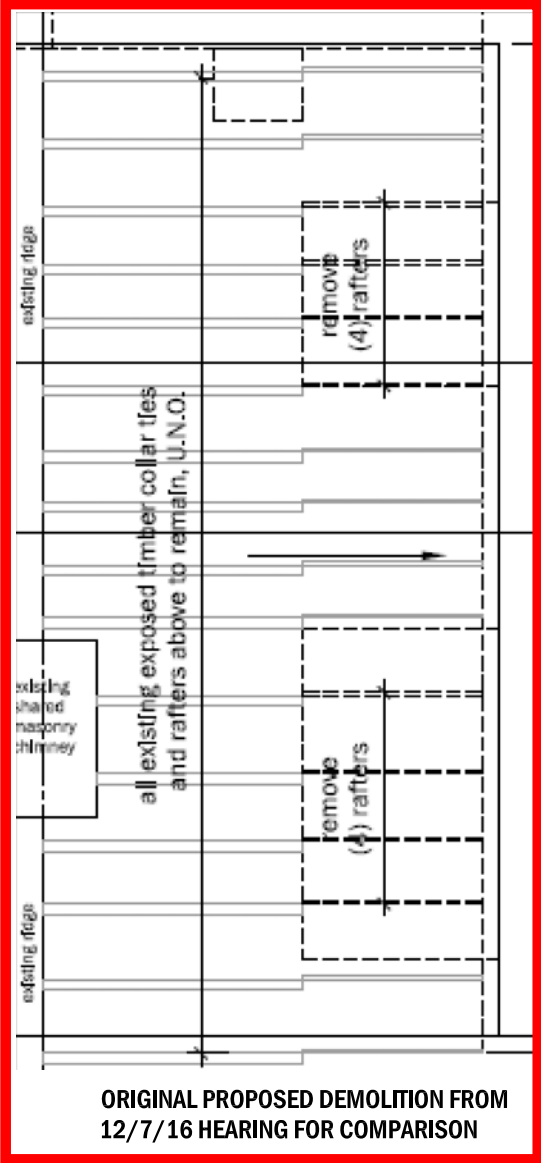 existing ridge
remove
(4) rafters
all existing exposed timber collar ties
and rafters above to remain, U.N.O.
existing
shared
masonry
chimney
remove
(4) rafters
existing ridge
ORIGINAL PROPOSED DEMOLITION FROM
12/7/16 HEARING FOR COMPARISON